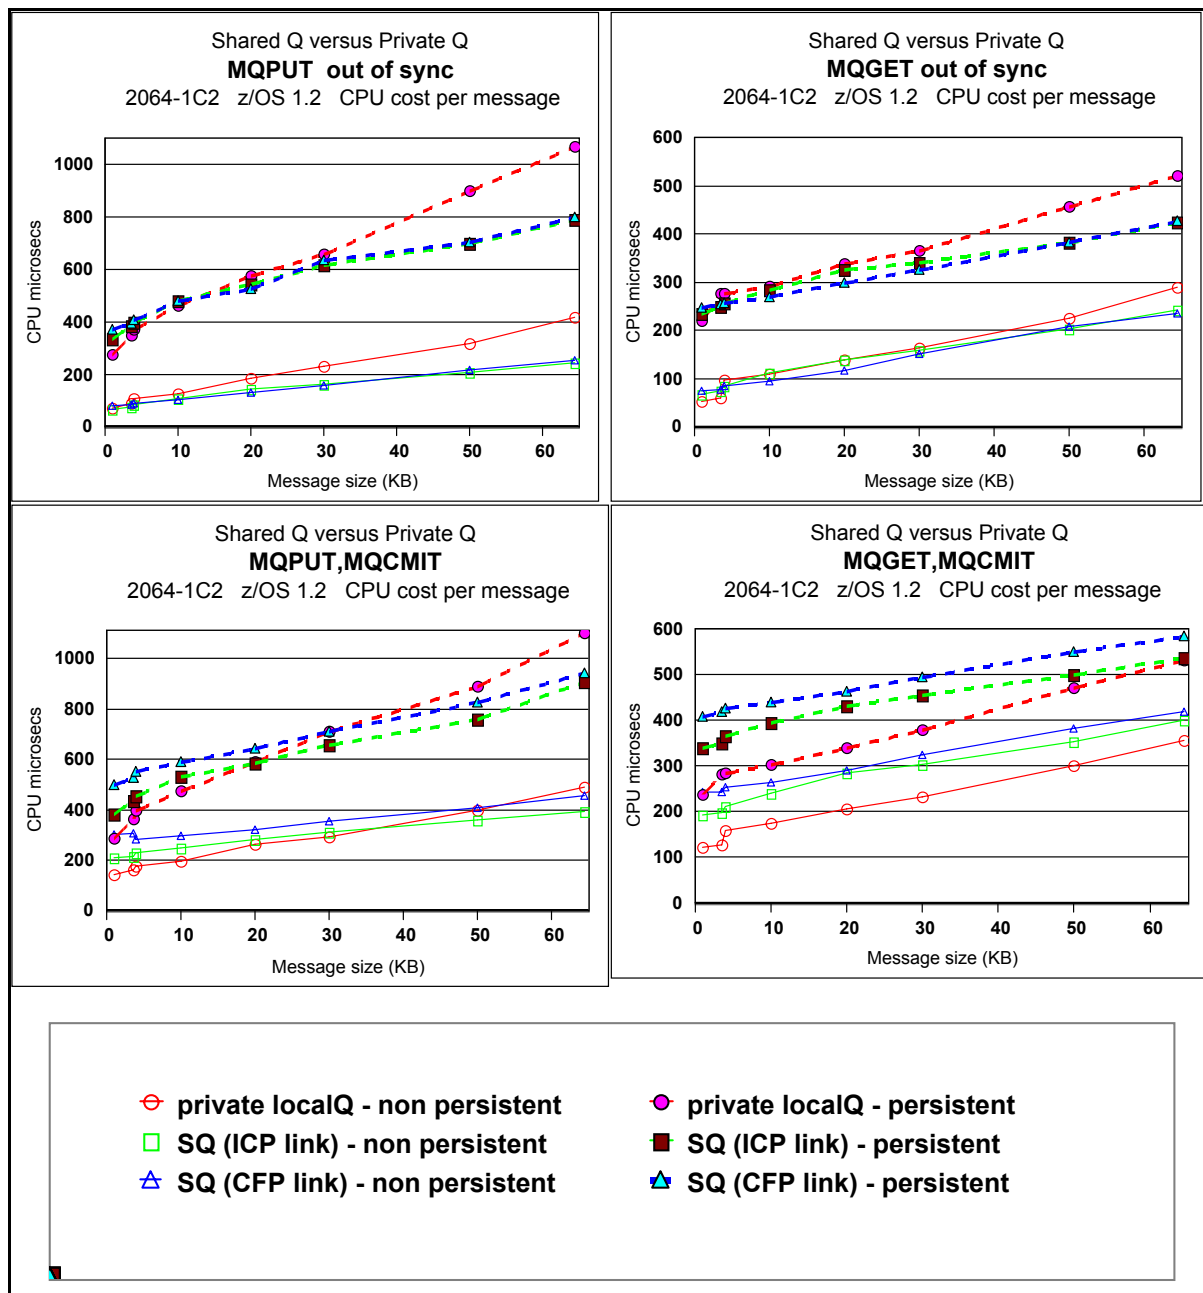 Shared Q versus Private Q
MQPUT out of sync
2064-1C2 z/OS 1.2 CPU cost per message
CPU microsecs
1000
800
600
400
200
0
0 10 20 30 40 50 60
Message size (KB)
Shared Q versus Private Q
MQGET out of sync
2064-1C2 z/OS 1.2 CPU cost per message
CPU microsecs
600
500
400
300
200
100
0
0 10 20 30 40 50 60
Message size (KB)
Shared Q versus Private Q
MQPUT,MQCMIT
2064-1C2 z/OS 1.2 CPU cost per message
CPU microsecs
1000
800
600
400
200
0
0 10 20 30 40 50 60
Message size (KB)
Shared Q versus Private Q
MQGET,MQCMIT
2064-1C2 z/OS 1.2 CPU cost per message
CPU microsecs
600
500
400
300
200
100
0
0 10 20 30 40 50 60
Message size (KB)
private localQ - non persistent
SQ (ICP link) - non persistent
SQ (CFP link) - non persistent
private localQ - persistent
SQ (ICP link) - persistent
SQ (CFP link) - persistent